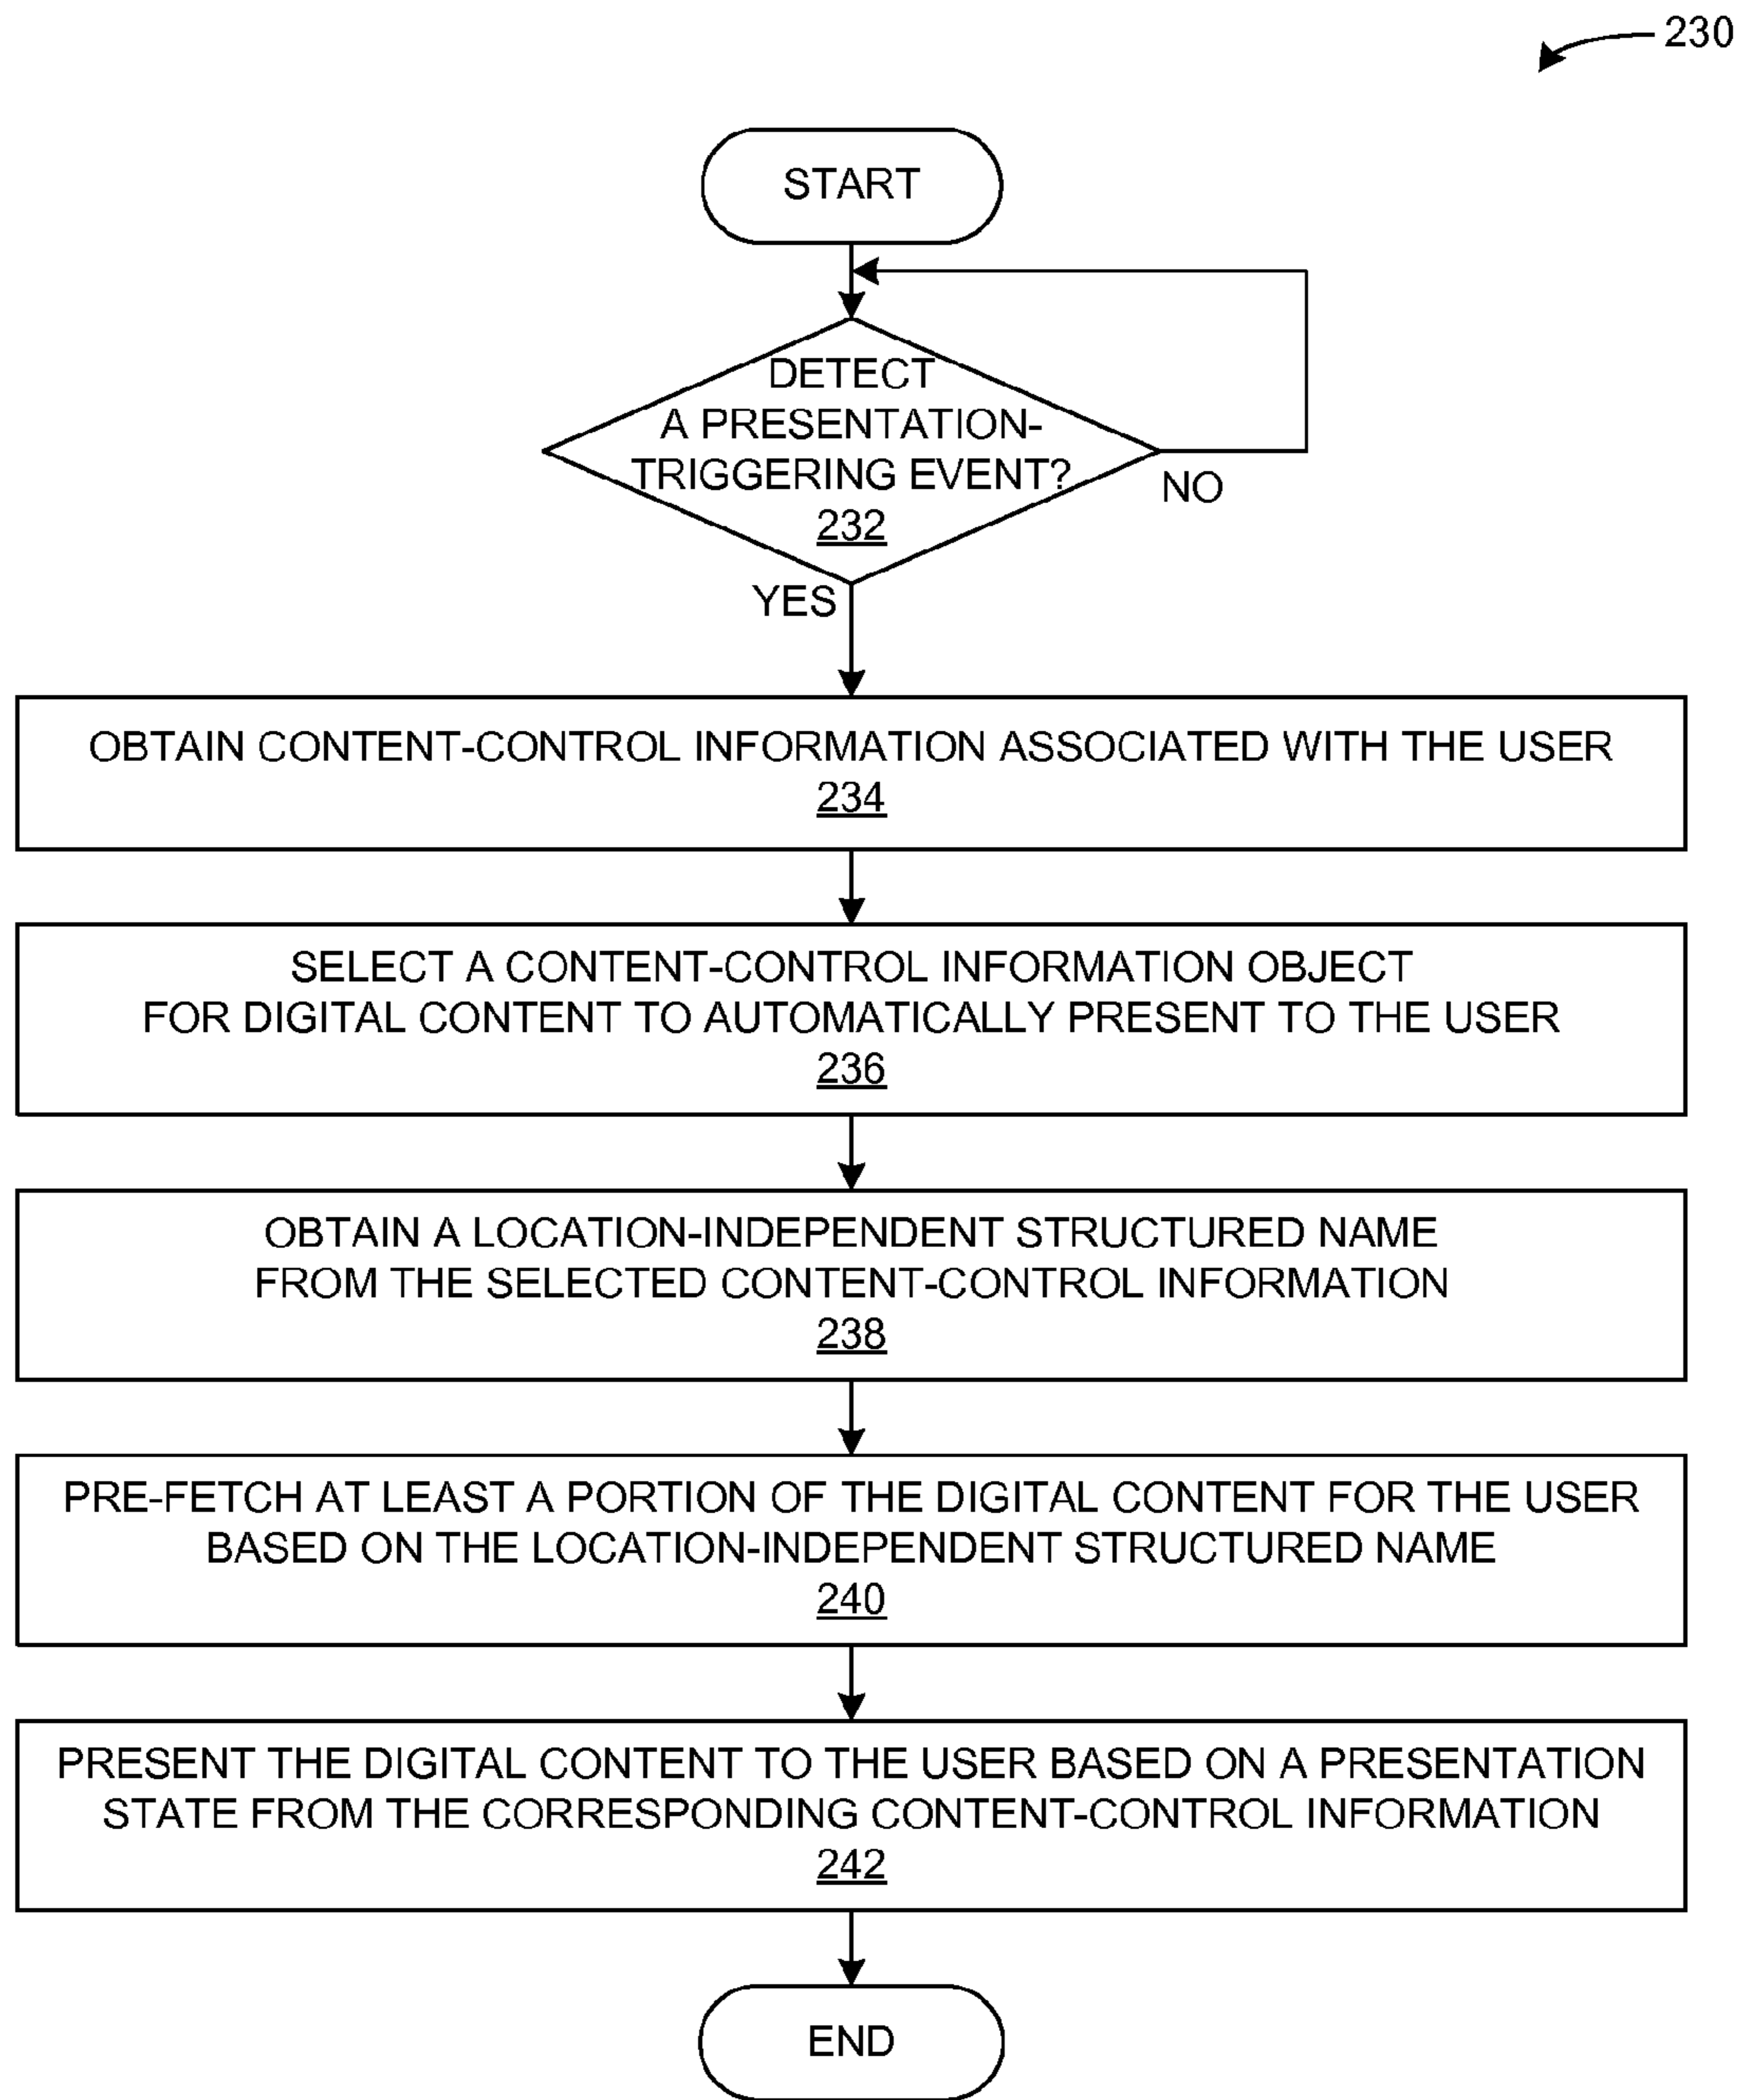 230
START
DETECT
A PRESENTATION-
TRIGGERING EVENT?
232
NO
YES
OBTAIN CONTENT-CONTROL INFORMATION ASSOCIATED WITH THE USER
234
SELECT A CONTENT-CONTROL INFORMATION OBJECT
FOR DIGITAL CONTENT TO AUTOMATICALLY PRESENT TO THE USER
236
OBTAIN A LOCATION-INDEPENDENT STRUCTURED NAME
FROM THE SELECTED CONTENT-CONTROL INFORMATION
238
PRE-FETCH AT LEAST A PORTION OF THE DIGITAL CONTENT FOR THE USER
BASED ON THE LOCATION-INDEPENDENT STRUCTURED NAME
240
PRESENT THE DIGITAL CONTENT TO THE USER BASED ON A PRESENTATION
STATE FROM THE CORRESPONDING CONTENT-CONTROL INFORMATION
242
END